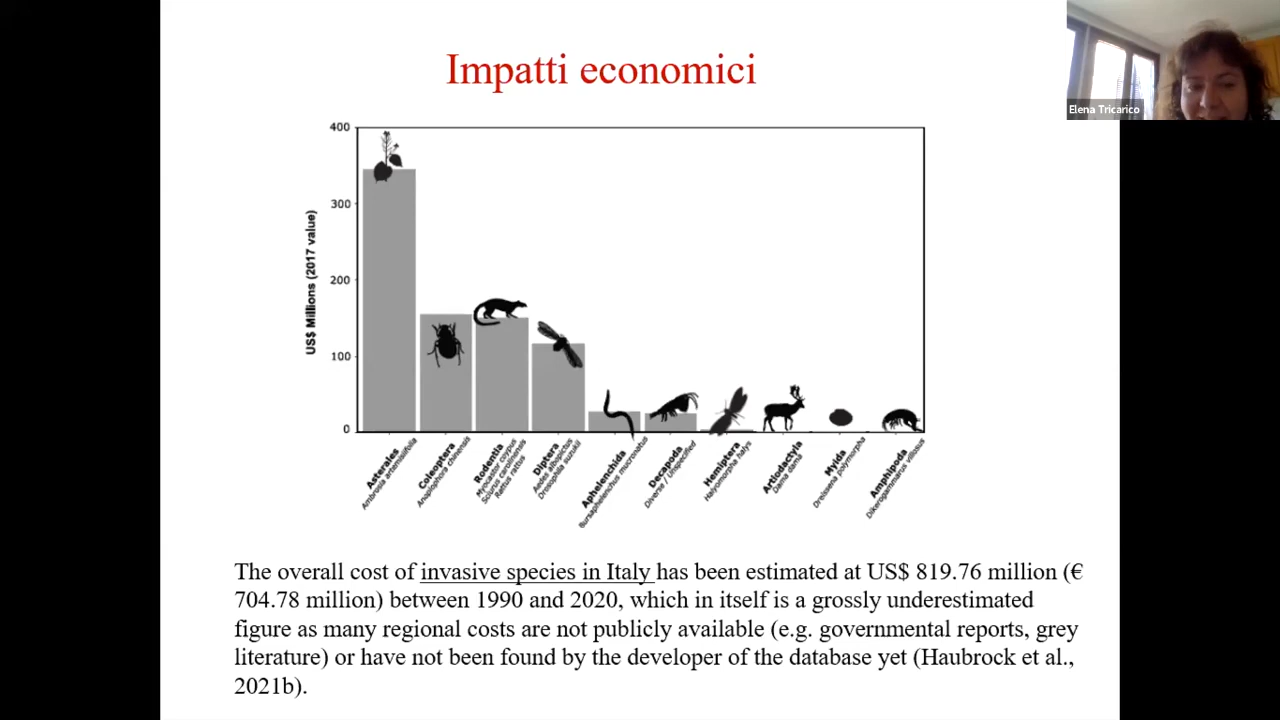 Impatti economici
Elena Tricarico
400
300
200
100
0
US$ Millions (2017 value)
Asterales
Ambrosia artemisiifolia
Coleoptera
Anaplophora chinensis
Rodentia
Myocastor coypus
Sciurus carolinensis
Rattus rattus
Diptera
Aedes albopictus
Drosophila suzukii
Aphelenchida
Bursaphelenchus mucronatus
Decapoda
Diverse / Unspecified
Hemiptera
Halyomorpha halys
Artiodactyla
Dama dama
Myida
Dreissena polymorpha
Amphipoda
Dikerogammarus villosus
The overall cost of invasive species in Italy has been estimated at US$ 819.76 million (€
704.78 million) between 1990 and 2020, which in itself is a grossly underestimated
figure as many regional costs are not publicly available (e.g. governmental reports, grey
literature) or have not been found by the developer of the database yet (Haubrock et al.,
2021b).